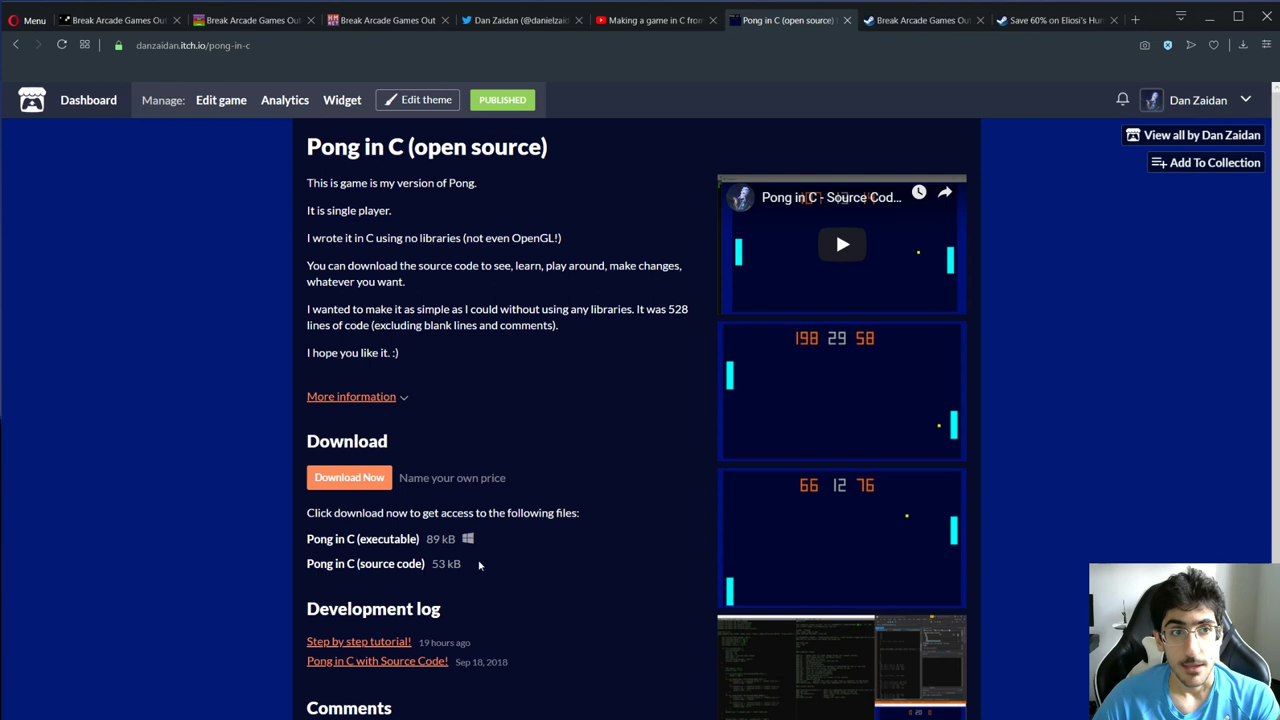 Menu
Break Arcade Games Out
Break Arcade Games Out
Break Arcade Games Out
Dan Zaidan (@danielzaid
Making a game in C from
Pong in C (open source)
Break Arcade Games Out
Save 60% on Eliosi's Hun
danzaidan.itch.io/pong-in-c
Dashboard
Manage:
Edit game
Analytics
Widget
Edit theme
PUBLISHED
Dan Zaidan
View all by Dan Zaidan
Add To Collection
Pong in C (open source)
This is game is my version of Pong.
It is single player.
I wrote it in C using no libraries (not even OpenGL!)
You can download the source code to see, learn, play around, make changes,
whatever you want.
I wanted to make it as simple as I could without using any libraries. It was 528
lines of code (excluding blank lines and comments).
I hope you like it. :)
More information
Download
Download Now
Name your own price
Click download now to get access to the following files:
Pong in C (executable) 89 kB
Pong in C (source code) 53 kB
Development log
Step by step tutorial! 19 hours ago
Pong in C - Source Code! Sep 18, 2018
Comments
Pong in C - Source Cod...
198 29 58
66 12 76